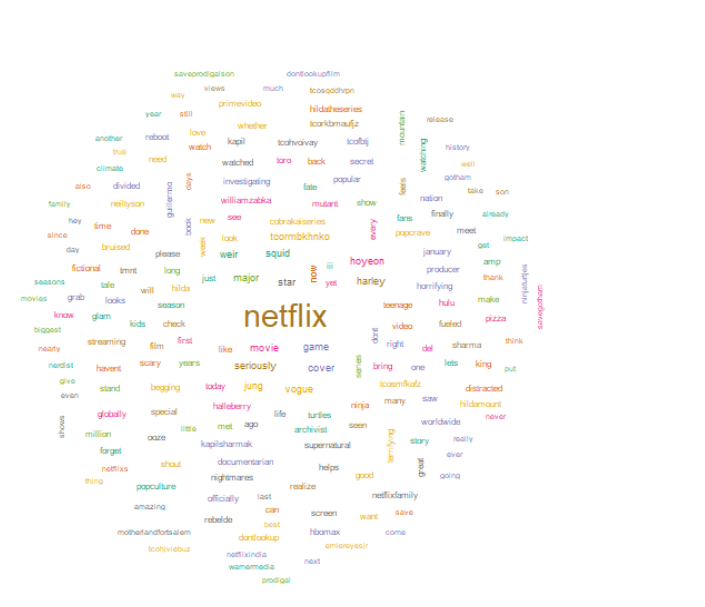 saveprodigalson dontlookupfilm
way views much tcosqddhrpn
primevideo hildatheseries
year still whether tcorkbmaufjz mountain release
another reboot love kapil tcohvoivay tcofbtj watching history
true watch
climate need watched toro back secret well
also divided days investigating fate popular feels gotham
family neillyson guillermo williamzabka mutant show nation take son
hey time done book new see cobrakaiseries every fans finally already
since look tcormbkhnko popcrave meet impact
day bruised week weir squid january get
fictional tmnt please long now iii hoyeon producer amp
seasons tale will hilda just major star yet harley horrifying thank ninjaturtjes
movies grab looks season teenage hulu make savegotham
know glam kids check netflix video fueled pizza
biggest
nearly streaming film first like movie game dont right del sharma think
nerdist havent scary years seriously cover series bring one lets king put
give stand begging today jung vogue tcosmfkofz distracted
even globally special halleberry life turtles ninja many saw hildamount
shows million ooze little met ago archivist seen worldwide never
forget kapilsharmak supernatural terrifying story really
netflixs shout documentarian helps great ever
thing popculture nightmares realize good going
amazing officially last netflixfamily
rebelde can screen want save
motherlandfortsalem dontlookup best hbomax come
netflixindia emiereyesjr
warnermedia next
prodigal